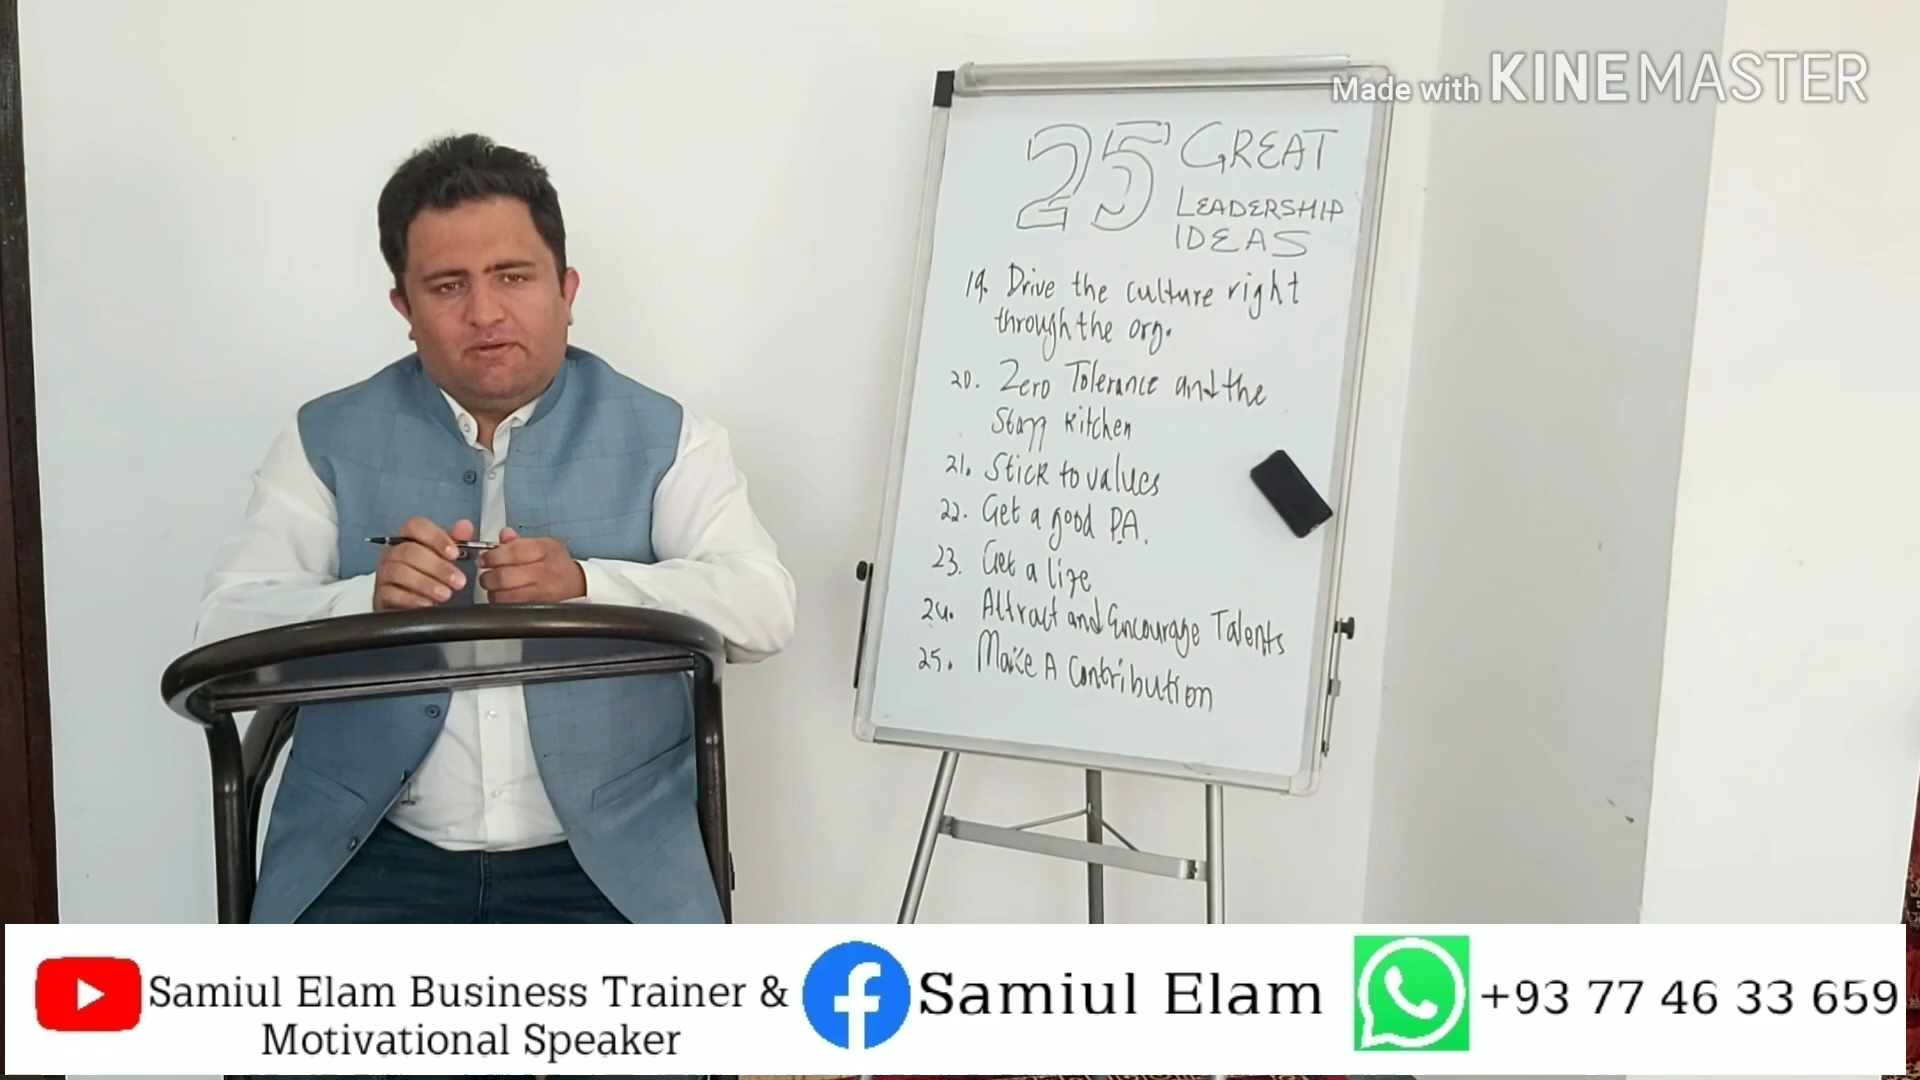 Made with KINEMASTER
25 GREAT
LEADERSHIP
IDEAS
19. Drive the culture right
through the org.
20. Zero Tolerance and the
Staff Kitchen
21. Stick to values
22. Get a good P.A.
23. Get a life
24. Attract and Encourage Talents
25. Make A Contribution
Samiul Elam Business Trainer &
Motivational Speaker
Samiul Elam
+93 77 46 33 659